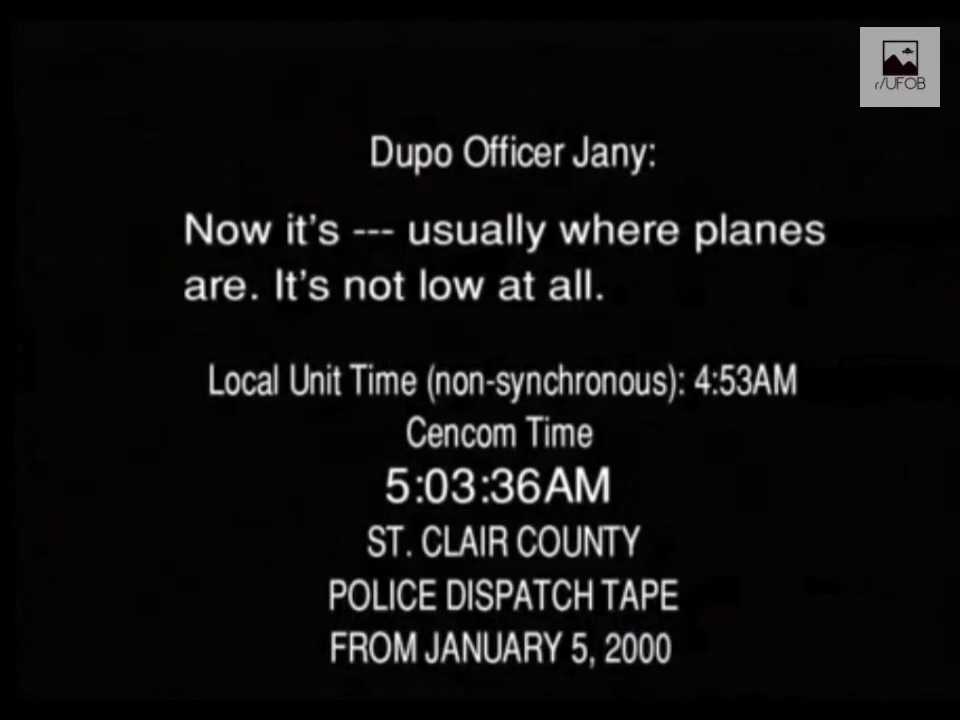 r/UFOB
Dupo Officer Jany:
Now it's --- usually where planes
are. It's not low at all.
Local Unit Time (non-synchronous): 4:53AM
Cencom Time
5:03:36AM
ST. CLAIR COUNTY
POLICE DISPATCH TAPE
FROM JANUARY 5, 2000